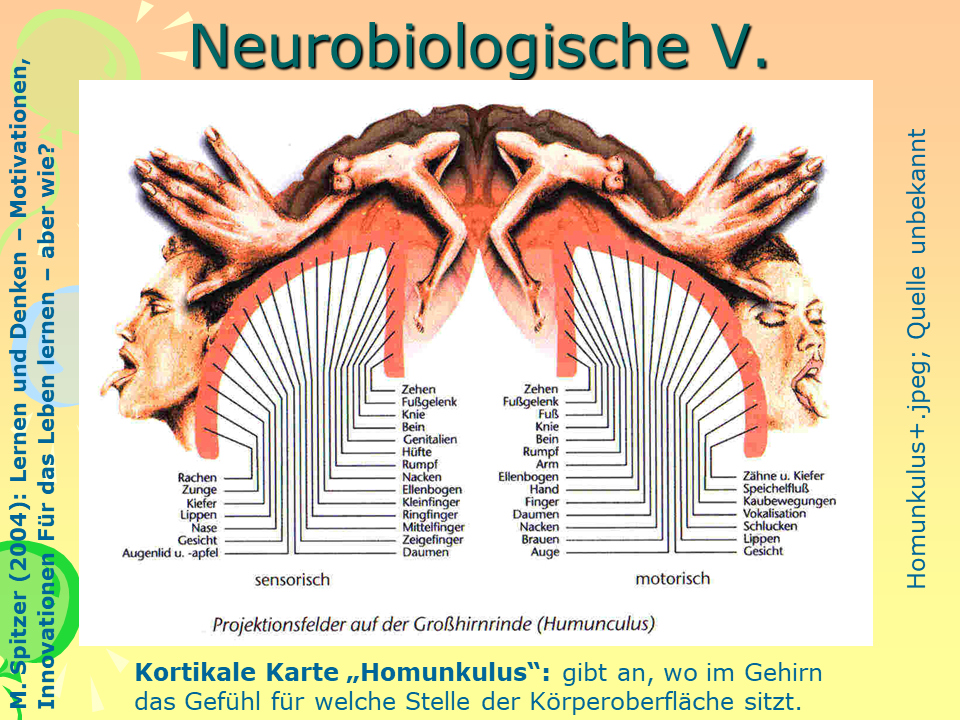 Neurobiologische V.
M. Spitzer (2004): Lernen und Denken – Motivationen,
Innovationen Für das Leben lernen – aber wie?
Homunkulus+.jpeg; Quelle unbekannt
Zehen
Fußgelenk
Knie
Bein
Genitalien
Hüfte
Rumpf
Nacken
Ellenbogen
Kleinfinger
Ringfinger
Mittelfinger
Zeigefinger
Daumen
Rachen
Zunge
Kiefer
Lippen
Nase
Gesicht
Augenlid u. -apfel
sensorisch
Zehen
Fußgelenk
Fuß
Knie
Bein
Rumpf
Arm
Ellenbogen
Hand
Finger
Daumen
Nacken
Brauen
Auge
Zähne u. Kiefer
Speichelfluß
Kaubewegungen
Vokalisation
Schlucken
Lippen
Gesicht
motorisch
Projektionsfelder auf der Großhirnrinde (Humunculus)
Kortikale Karte „Homunkulus“: gibt an, wo im Gehirn
das Gefühl für welche Stelle der Körperoberfläche sitzt.